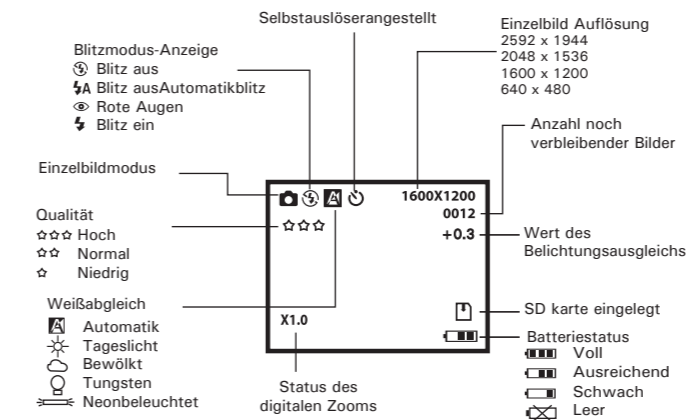 Selbstauslöserangestellt
Einzelbild Auflösung
2592 x 1944
2048 x 1536
1600 x 1200
640 x 480
Blitzmodus-Anzeige
Blitz aus
A Blitz ausAutomatikblitz
Rote Augen
Blitz ein
Anzahl noch
verbleibender Bilder
Einzelbildmodus
Qualität
☆☆☆ Hoch
☆☆ Normal
☆ Niedrig
A 1600X1200
0012
☆☆☆ +0.3
Wert des
Belichtungsausgleichs
Weißabgleich
A Automatik
Tageslicht
Bewölkt
Tungsten
Neonbeleuchtet
X1.0
SD karte eingelegt
Batteriestatus
Voll
Ausreichend
Schwach
Leer
Status des
digitalen Zooms